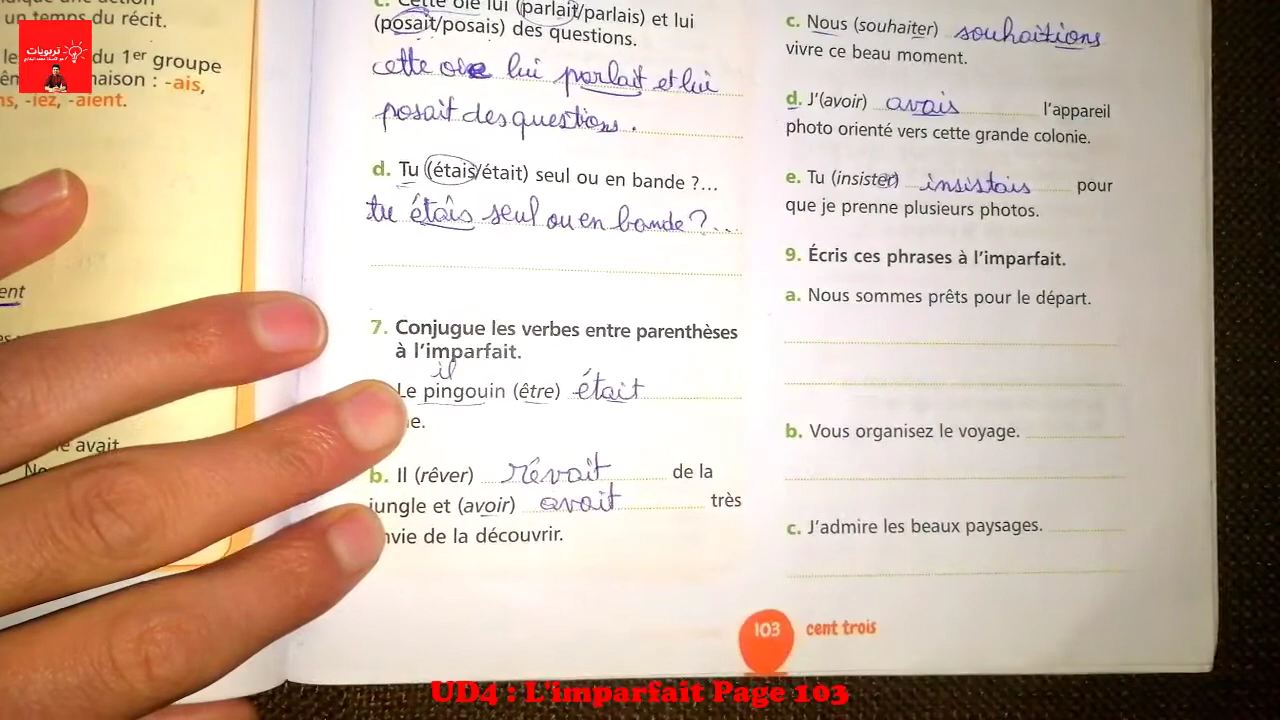 un temps du récit.
du 1er groupe
maison : -ais,
-iez, -aient.
تربويات
avait
c. Cette oie lui (parlait/parlais) et lui
(posait/posais) des questions.
cette oie lui parlait et lui
posait des questions.
d. Tu (étais/était) seul ou en bande ?...
tu étais seul ou en bande ?...
7. Conjugue les verbes entre parenthèses
à l'imparfait.
il
Le pingouin (être) était
e.
b. Il (rêver) rêvait de la
jungle et (avoir) avait très
nvie de la découvrir.
c. Nous (souhaiter) souhaitions
vivre ce beau moment.
d. J'(avoir) avais l'appareil
photo orienté vers cette grande colonie.
e. Tu (insister) insistais pour
que je prenne plusieurs photos.
9. Écris ces phrases à l'imparfait.
a. Nous sommes prêts pour le départ.
b. Vous organisez le voyage.
c. J'admire les beaux paysages.
103 cent trois
UD4 : L'imparfait Page 103